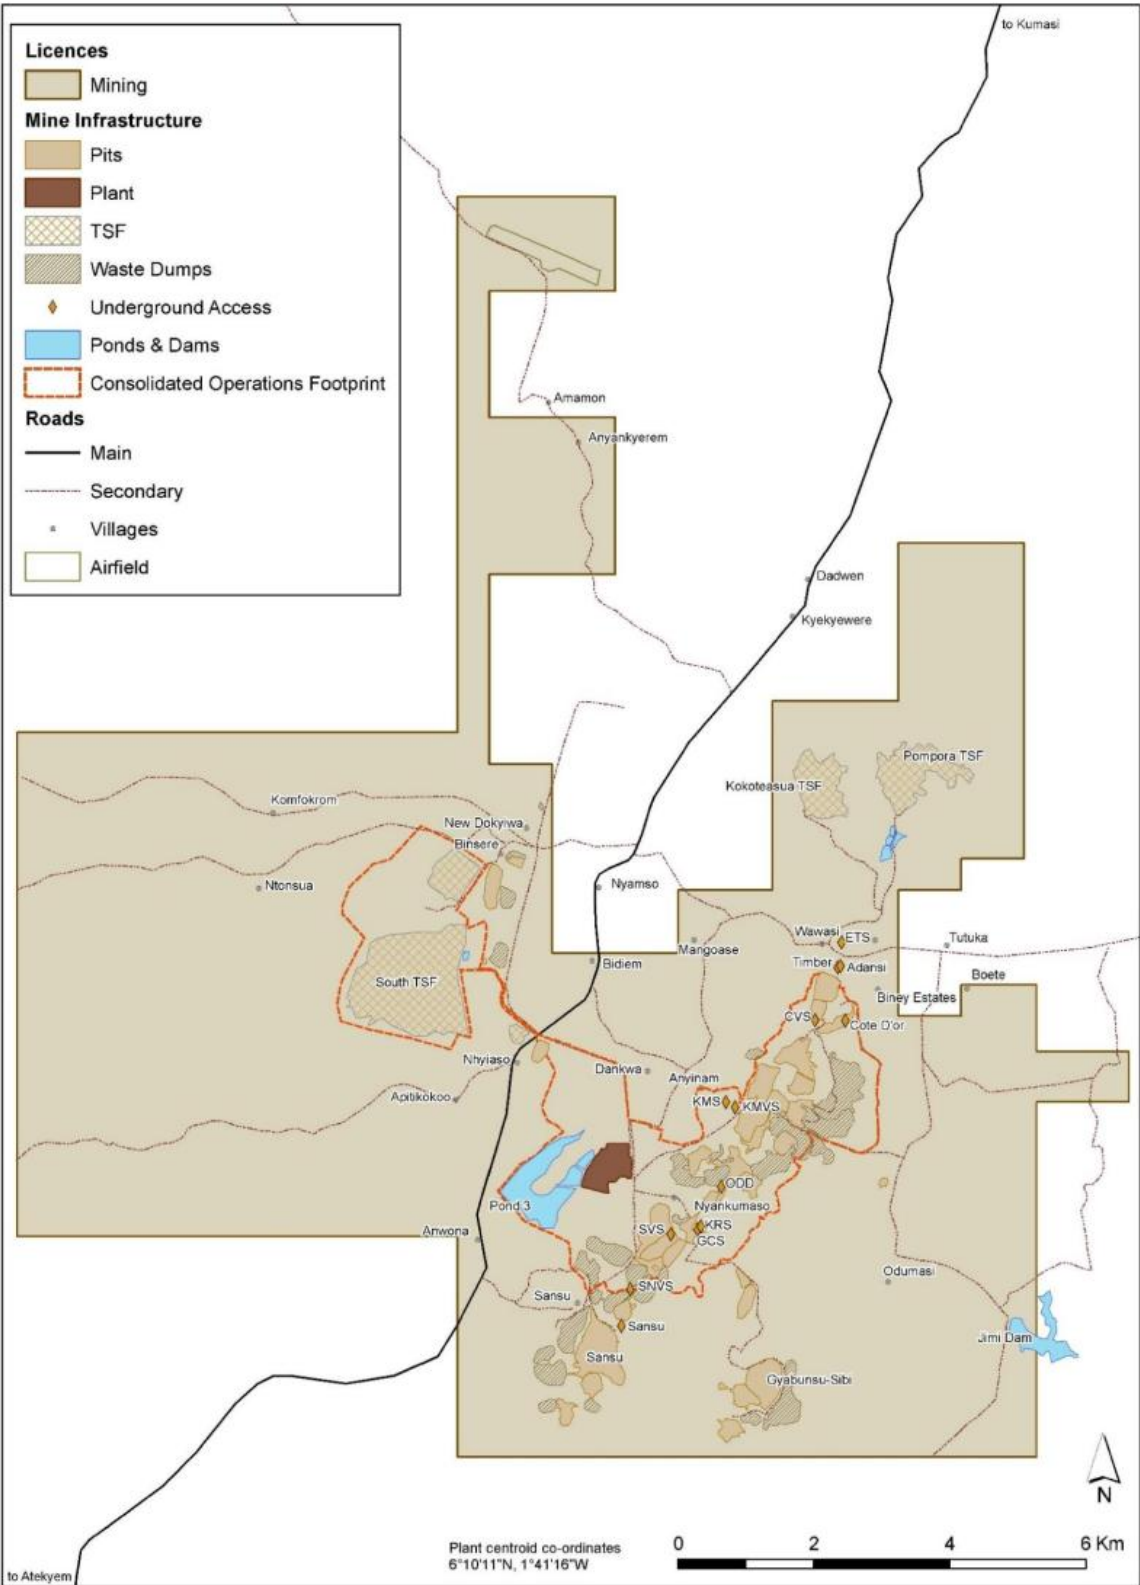 to Kumasi
Licences
Mining
Mine Infrastructure
Pits
Plant
TSF
Waste Dumps
Underground Access
Ponds & Dams
Consolidated Operations Footprint
Roads
Main
Secondary
Villages
Airfield
Amamon
Anyankyerem
Dadwen
Kyekyewere
Pompora TSF
Kokoteasua TSF
Komfokrom
New Dokyiwa
Binsere
Ntonsua
Nyamso
Wawasi
ETS
Tutuka
Mangoase
Bidiem
Timber
Adansi
Boete
South TSF
Biney Estates
CVS
Cote D'or
Nhyiaso
Dankwa
Anyinam
Apitikokoo
KMS
KMVS
ODD
Pond 3
Nyankumaso
Anwona
SVS
KRS
GCS
Odumasi
Sansu
SNVS
Sansu
Jimi Dam
Sansu
Gyabunsu-Sibi
N
Plant centroid co-ordinates
6°10'11"N, 1°41'16"W
0 2 4 6 Km
to Atekyem